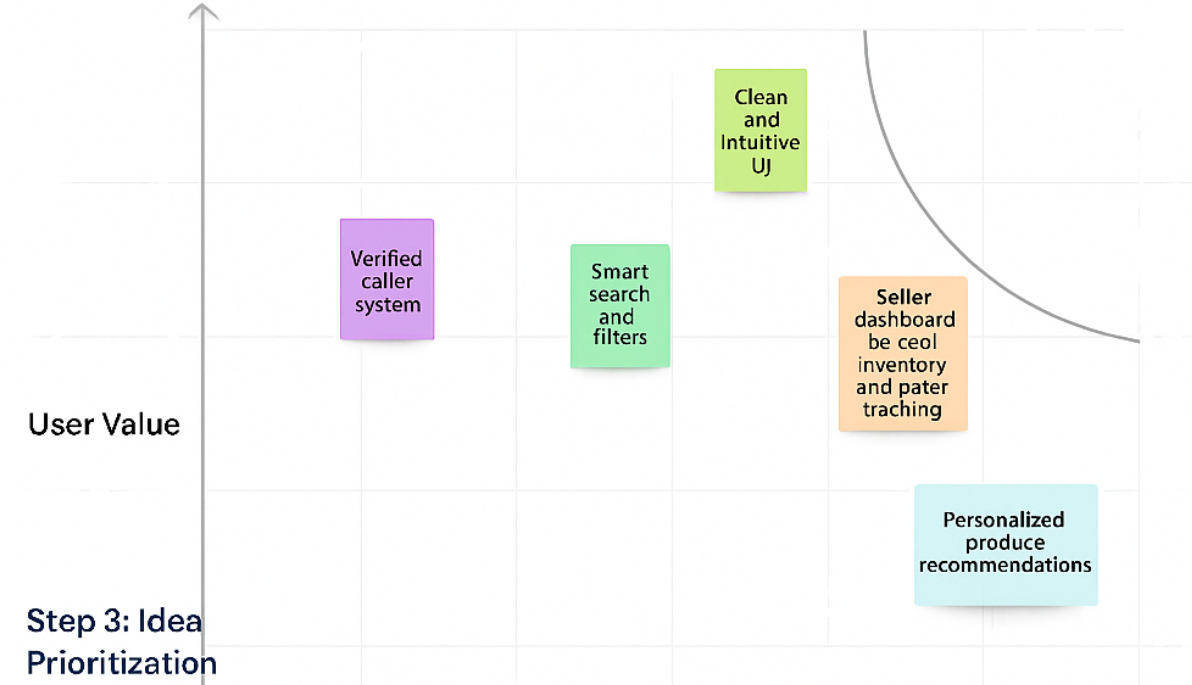 Clean
and
Intuitive
UJ
Verified
caller
system
Smart
search
and
filters
Seller
dashboard
be ceol
inventory
and pater
traching
User Value
Personalized
produce
recommendations
Step 3: Idea
Prioritization